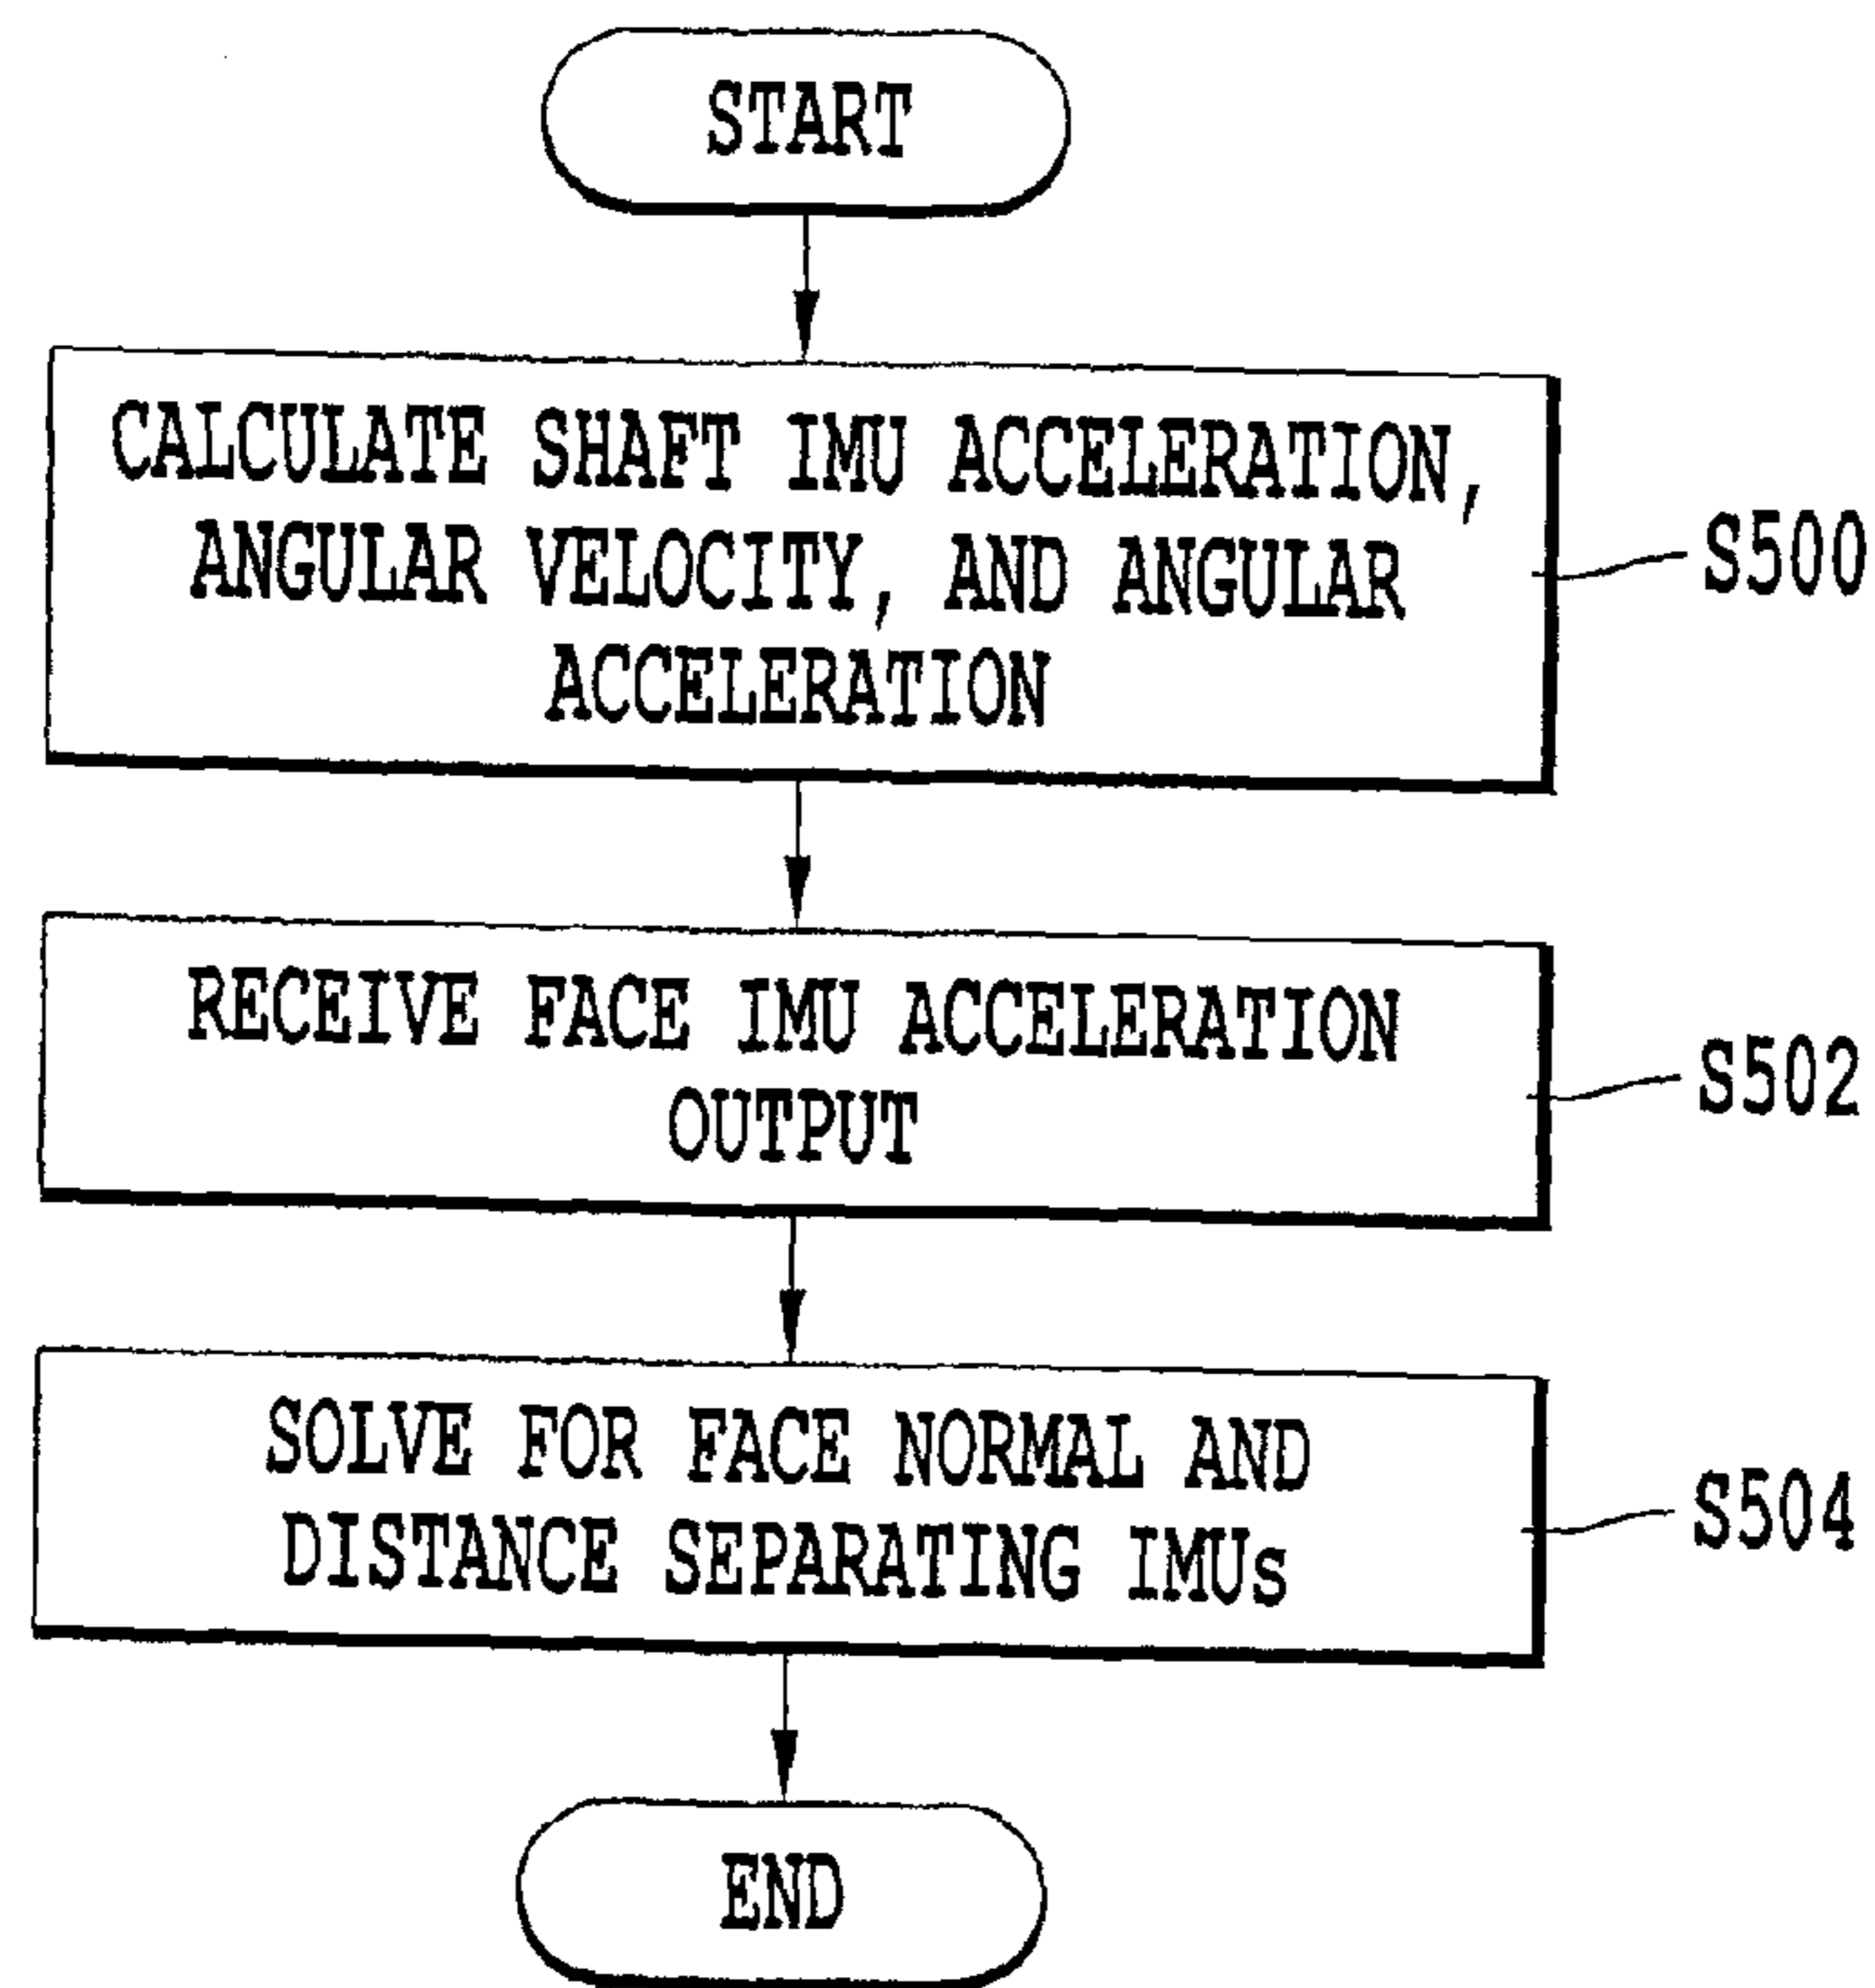 START
CALCULATE SHAFT IMU ACCELERATION,
ANGULAR VELOCITY, AND ANGULAR
ACCELERATION
S500
RECEIVE FACE IMU ACCELERATION
OUTPUT
S502
SOLVE FOR FACE NORMAL AND
DISTANCE SEPARATING IMUs
S504
END